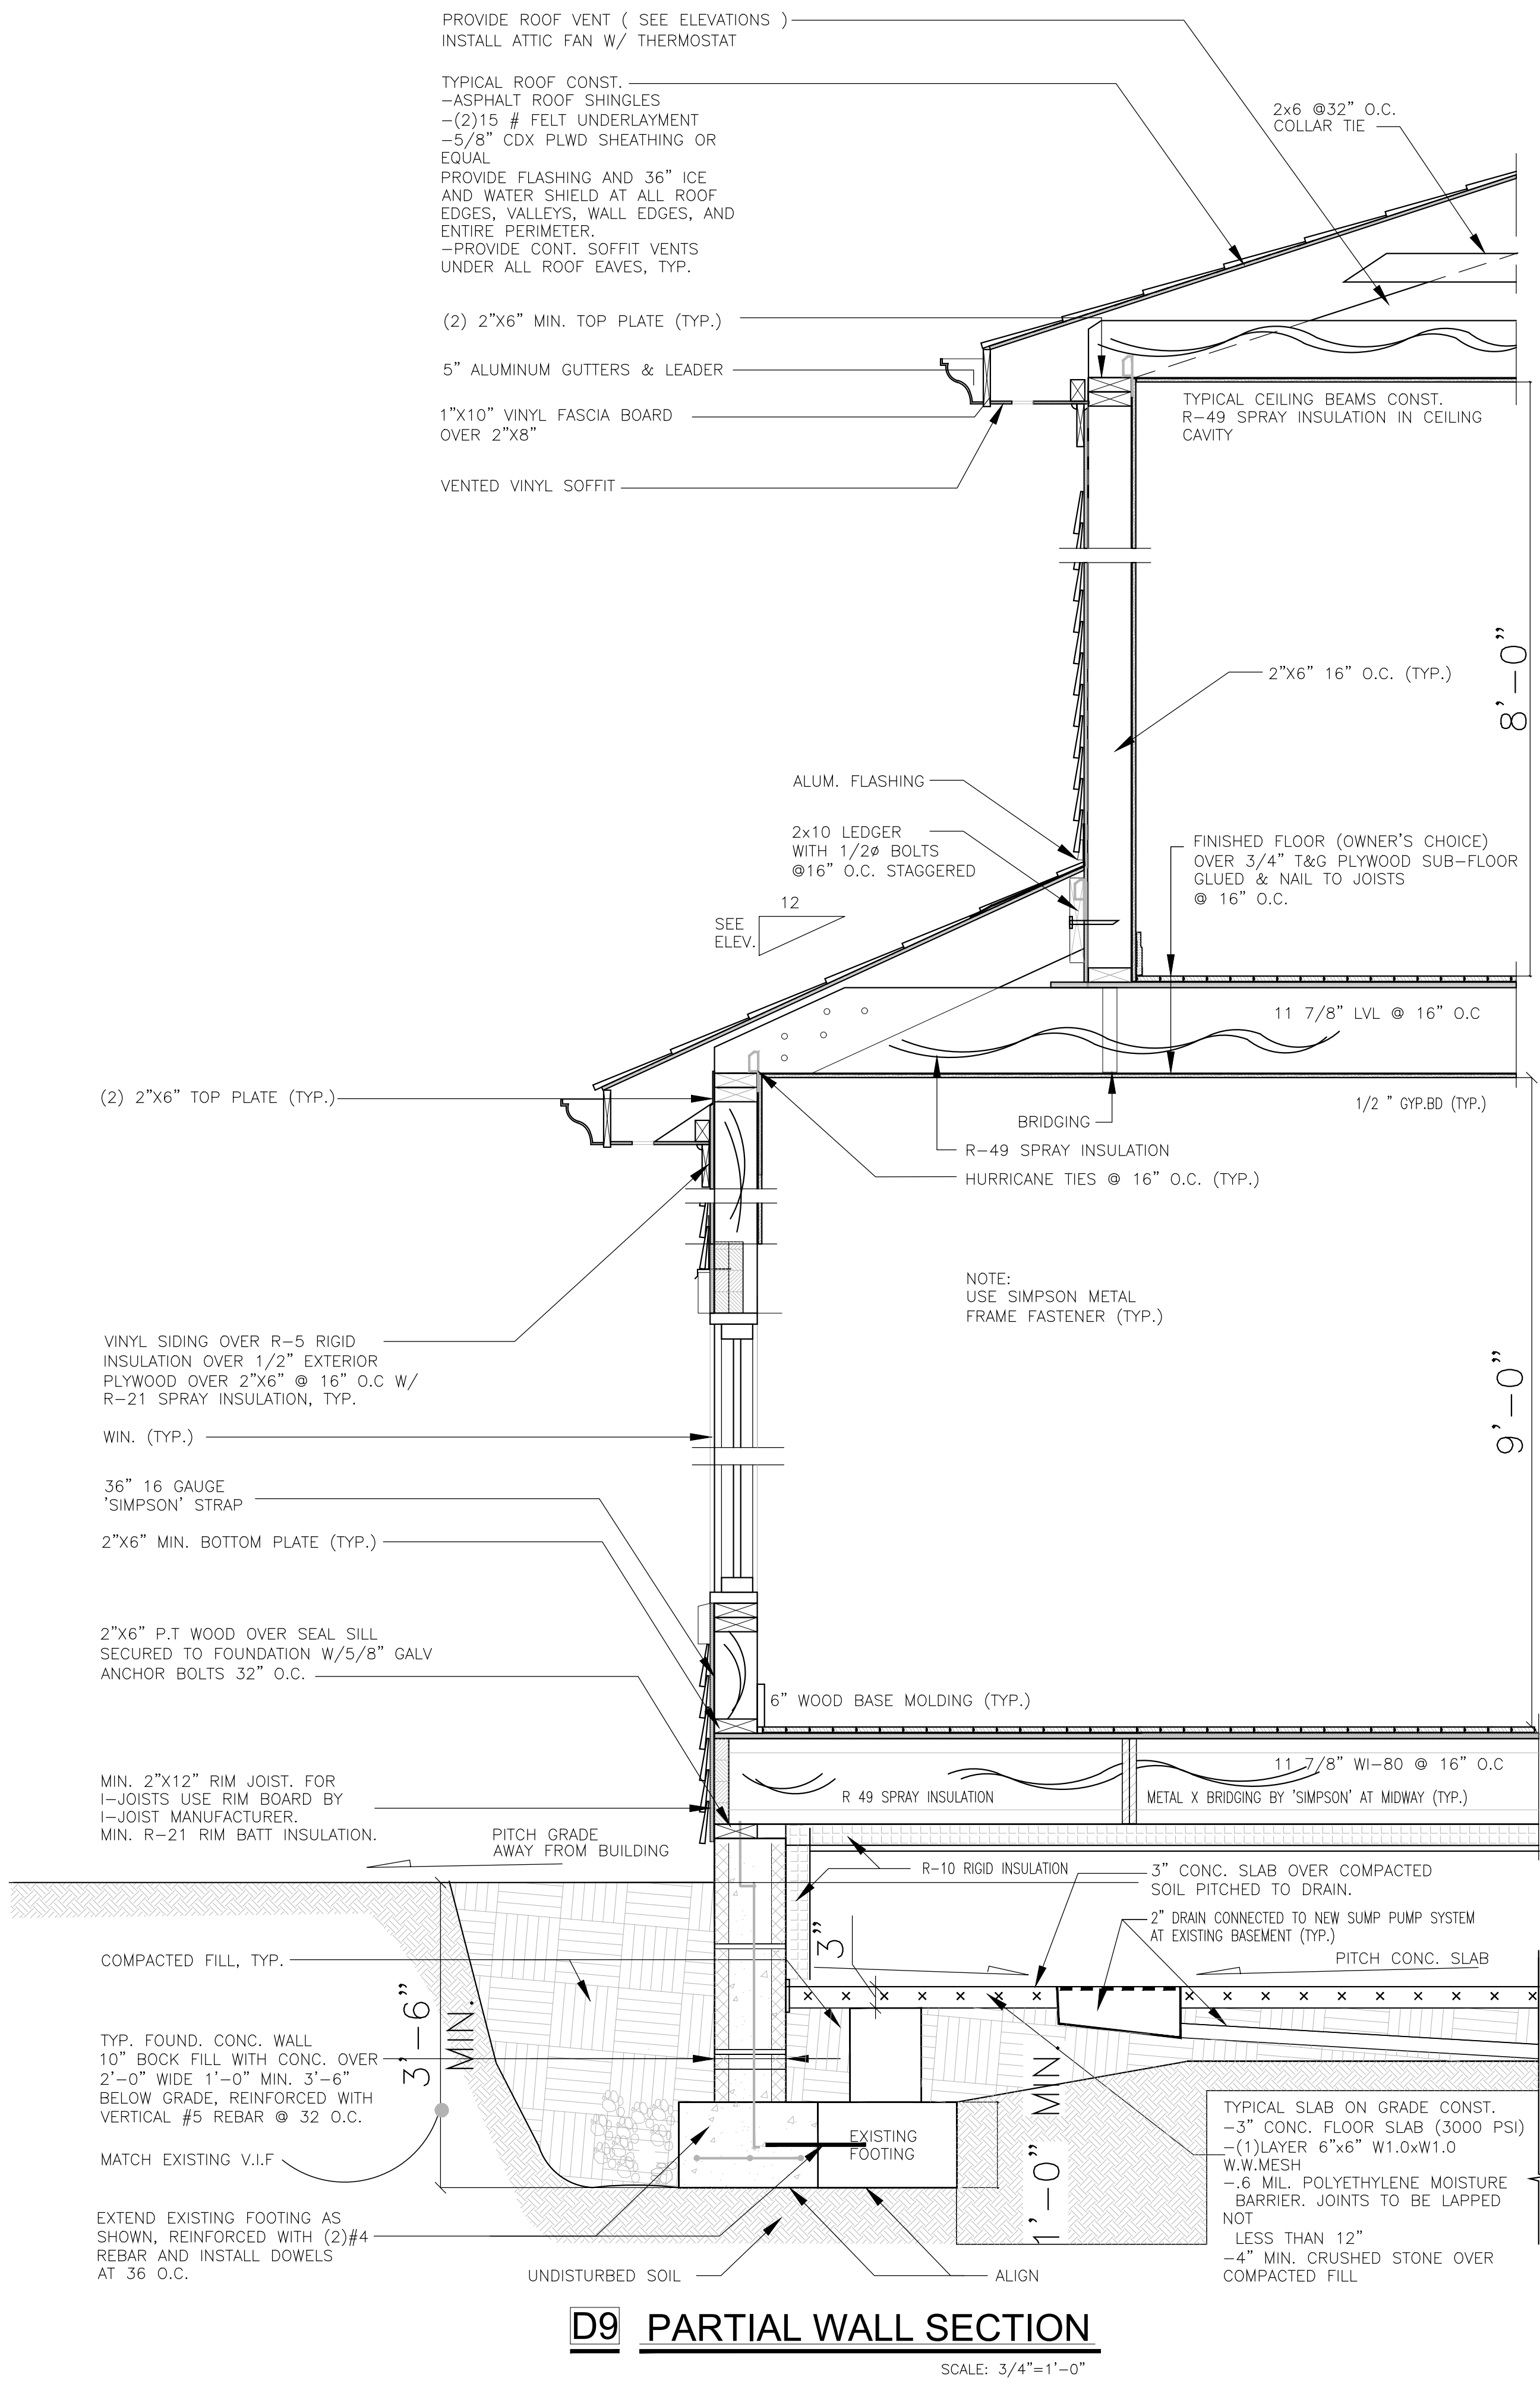 PROVIDE ROOF VENT ( SEE ELEVATIONS )
INSTALL ATTIC FAN W/ THERMOSTAT
TYPICAL ROOF CONST.
-ASPHALT ROOF SHINGLES
-(2)15 # FELT UNDERLAYMENT
-5/8" CDX PLWD SHEATHING OR
EQUAL
PROVIDE FLASHING AND 36" ICE
AND WATER SHIELD AT ALL ROOF
EDGES, VALLEYS, WALL EDGES, AND
ENTIRE PERIMETER.
-PROVIDE CONT. SOFFIT VENTS
UNDER ALL ROOF EAVES, TYP.
2x6 @32" O.C.
COLLAR TIE
(2) 2"X6" MIN. TOP PLATE (TYP.)
5" ALUMINUM GUTTERS & LEADER
1"X10" VINYL FASCIA BOARD
OVER 2"X8"
VENTED VINYL SOFFIT
TYPICAL CEILING BEAMS CONST.
R-49 SPRAY INSULATION IN CEILING
CAVITY
2"X6" 16" O.C. (TYP.)
8'-0"
ALUM. FLASHING
2x10 LEDGER
WITH 1/2ø BOLTS
@16" O.C. STAGGERED
FINISHED FLOOR (OWNER'S CHOICE)
OVER 3/4" T&G PLYWOOD SUB-FLOOR
GLUED & NAIL TO JOISTS
@ 16" O.C.
12
SEE
ELEV.
11 7/8" LVL @ 16" O.C
(2) 2"X6" TOP PLATE (TYP.)
1/2 " GYP.BD (TYP.)
BRIDGING
R-49 SPRAY INSULATION
HURRICANE TIES @ 16" O.C. (TYP.)
NOTE:
USE SIMPSON METAL
FRAME FASTENER (TYP.)
VINYL SIDING OVER R-5 RIGID
INSULATION OVER 1/2" EXTERIOR
PLYWOOD OVER 2"X6" @ 16" O.C W/
R-21 SPRAY INSULATION, TYP.
9'-0"
WIN. (TYP.)
36" 16 GAUGE
'SIMPSON' STRAP
2"X6" MIN. BOTTOM PLATE (TYP.)
2"X6" P.T WOOD OVER SEAL SILL
SECURED TO FOUNDATION W/5/8" GALV
ANCHOR BOLTS 32" O.C.
6" WOOD BASE MOLDING (TYP.)
11 7/8" WI-80 @ 16" O.C
R 49 SPRAY INSULATION
METAL X BRIDGING BY 'SIMPSON' AT MIDWAY (TYP.)
MIN. 2"X12" RIM JOIST. FOR
I-JOISTS USE RIM BOARD BY
I-JOIST MANUFACTURER.
MIN. R-21 RIM BATT INSULATION.
PITCH GRADE
AWAY FROM BUILDING
R-10 RIGID INSULATION
3" CONC. SLAB OVER COMPACTED
SOIL PITCHED TO DRAIN.
2" DRAIN CONNECTED TO NEW SUMP PUMP SYSTEM
AT EXISTING BASEMENT (TYP.)
3"
PITCH CONC. SLAB
COMPACTED FILL, TYP.
3'-6"
MIN.
TYP. FOUND. CONC. WALL
10" BOCK FILL WITH CONC. OVER
2'-0" WIDE 1'-0" MIN. 3'-6"
BELOW GRADE, REINFORCED WITH
VERTICAL #5 REBAR @ 32 O.C.
MATCH EXISTING V.I.F
EXISTING
FOOTING
1'-0" MIN.
TYPICAL SLAB ON GRADE CONST.
-3" CONC. FLOOR SLAB (3000 PSI)
-(1)LAYER 6"x6" W1.0xW1.0
W.W.MESH
-.6 MIL. POLYETHYLENE MOISTURE
BARRIER. JOINTS TO BE LAPPED
NOT
LESS THAN 12"
-4" MIN. CRUSHED STONE OVER
COMPACTED FILL
EXTEND EXISTING FOOTING AS
SHOWN, REINFORCED WITH (2)#4
REBAR AND INSTALL DOWELS
AT 36 O.C.
UNDISTURBED SOIL
ALIGN
D9 PARTIAL WALL SECTION
SCALE: 3/4"=1'-0"